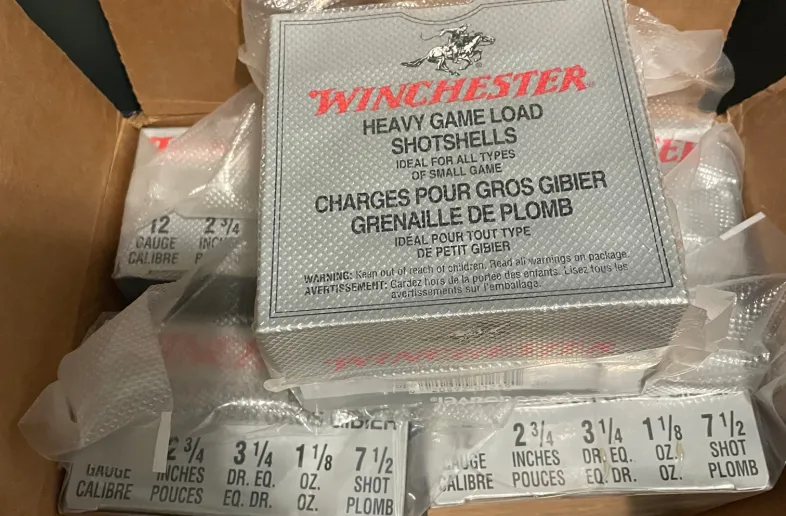 WINCHESTER
HEAVY GAME LOAD
SHOTSHELLS
IDEAL FOR ALL TYPES
OF SMALL GAME
CHARGES POUR GROS GIBIER
GRENAILLE DE PLOMB
IDÉAL POUR TOUT TYPE
DE PETIT GIBIER
WARNING: Keep out of reach of children. Read all warnings on package.
AVERTISSEMENT: Gardez hors de la portée des enfants. Lisez tous les
avertissements sur l'emballage.
WINCHESTER
12 2 3/4
GAUGE
CALIBRE
GIBIER
2 3/4 3 1/4 1 1/8 7 1/2
GAUGE INCHES DR. EQ. OZ. SHOT
CALIBRE POUCES EQ. DR. OZ. PLOMB
2 3/4 3 1/4 1 1/8 7 1/2
GAUGE INCHES DR. EQ. OZ. SHOT
CALIBRE POUCES EQ. DR. OZ. PLOMB